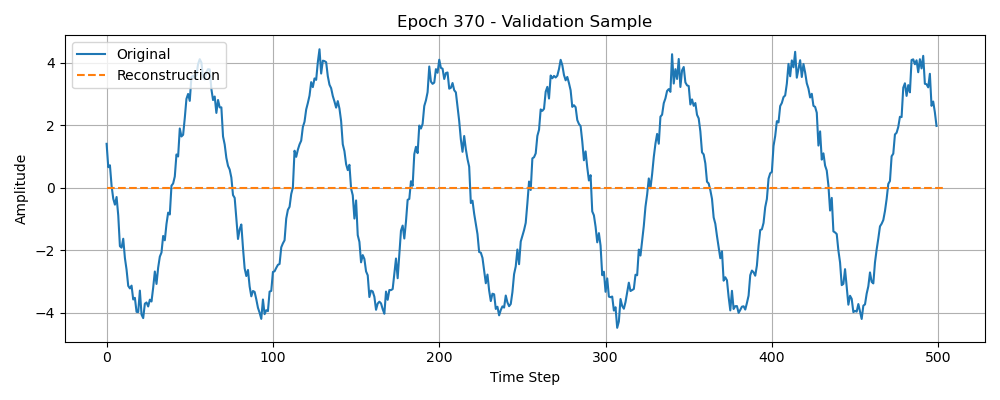 Epoch 370 - Validation Sample
Original
Reconstruction
Amplitude
4
2
0
−2
−4
0 100 200 300 400 500
Time Step